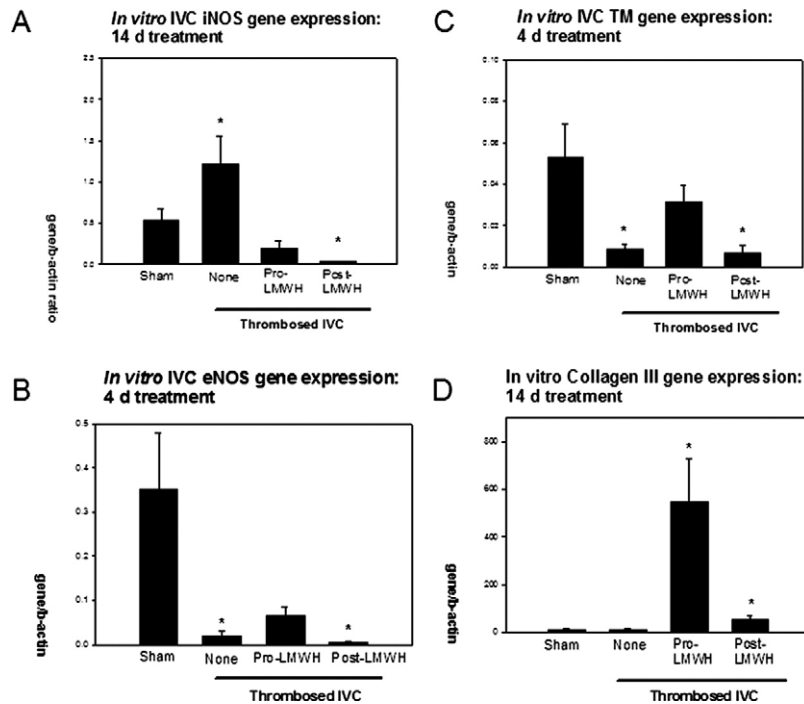 A
In vitro IVC iNOS gene expression:
14 d treatment
2.5
2.0
1.5
1.0
0.5
0.0
gene/b-actin ratio
*
*
Sham
None
Pro-
LMWH
Post-
LMWH
Thrombosed IVC
C
In vitro IVC TM gene expression:
4 d treatment
0.10
0.08
0.06
0.04
0.02
0.00
gene/b-actin
*
*
Sham
None
Pro-
LMWH
Post-
LMWH
Thrombosed IVC
B
In vitro IVC eNOS gene expression:
4 d treatment
0.5
0.4
0.3
0.2
0.1
0.0
gene/b-actin
*
*
Sham
None
Pro-LMWH
Post-LMWH
Thrombosed IVC
D
In vitro Collagen III gene expression:
14 d treatment
800
600
400
200
0
gene/b-actin
*
*
Sham
None
Pro-
LMWH
Post-
LMWH
Thrombosed IVC